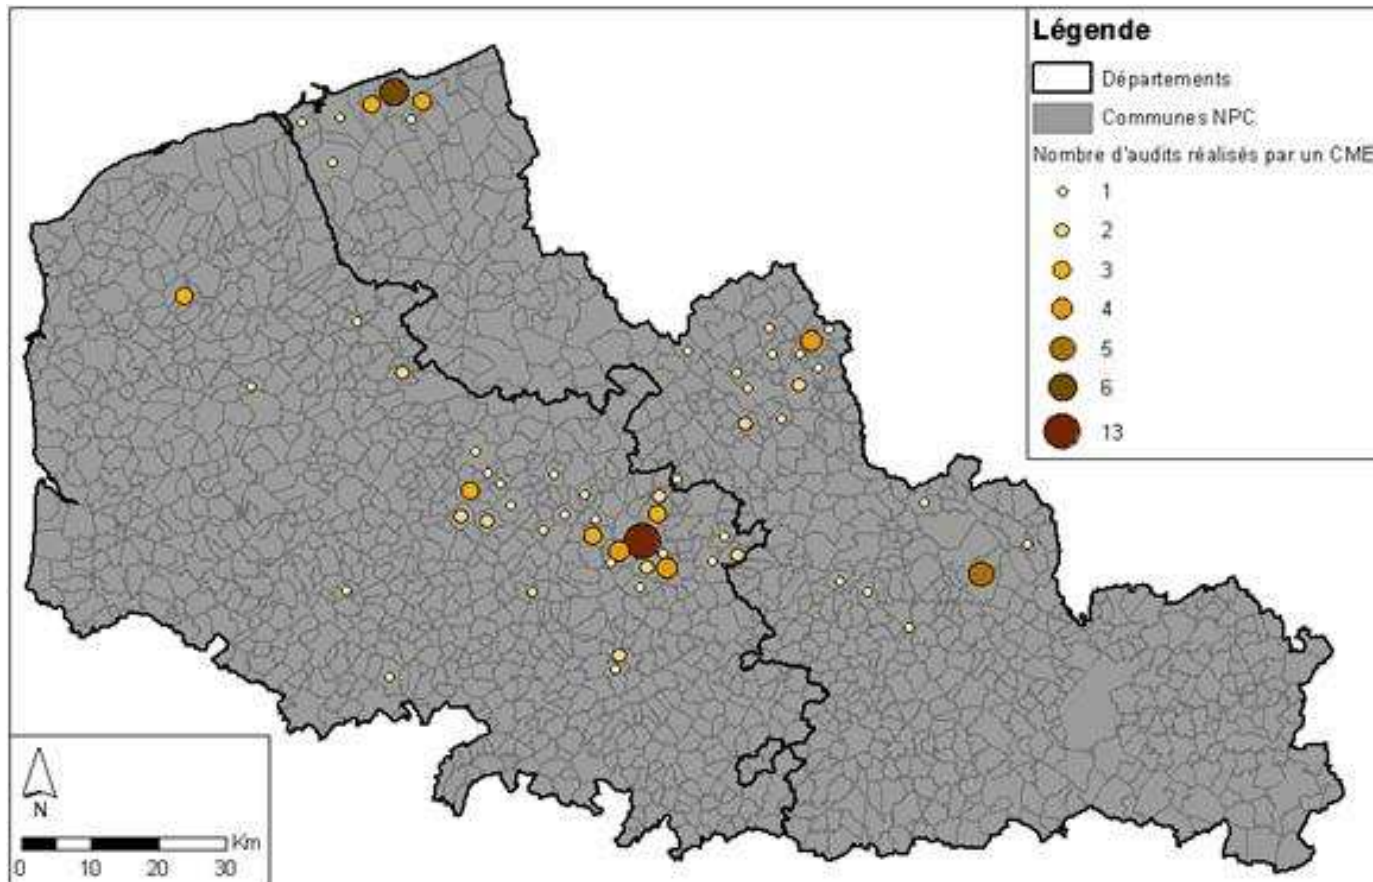 Légende
Départements
Communes NPC
Nombre d'audits réalisés par un CME
1
2
3
4
5
6
13
N
Km
0 10 20 30